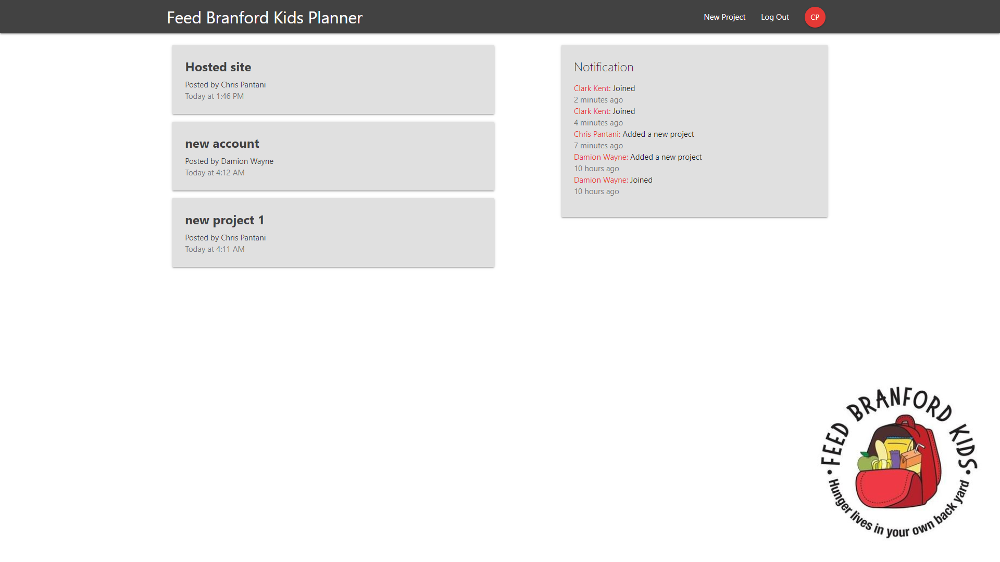 Feed Branford Kids Planner
New Project
Log Out
CP
Hosted site
Posted by Chris Pantani
Today at 1:46 PM
new account
Posted by Damion Wayne
Today at 4:12 AM
new project 1
Posted by Chris Pantani
Today at 4:11 AM
Notification
Clark Kent: Joined
2 minutes ago
Clark Kent: Joined
4 minutes ago
Chris Pantani: Added a new project
7 minutes ago
Damion Wayne: Added a new project
10 hours ago
Damion Wayne: Joined
10 hours ago
• FEED BRANFORD KIDS •
Hunger lives in your own back yard